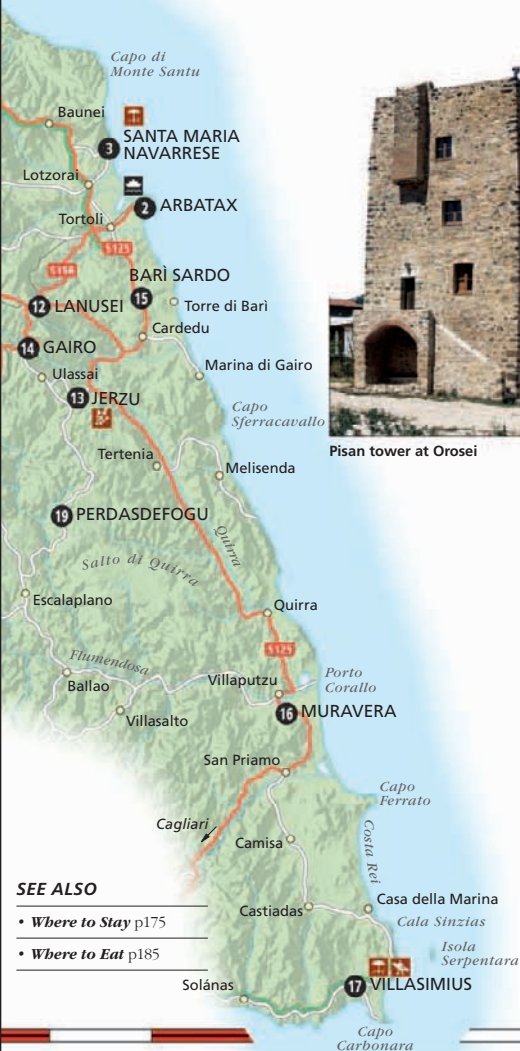 Capo di
Monte Santu
Baunei
3 SANTA MARIA
NAVARRESE
Lotzorai
2 ARBATAX
Tortoli
S125
S198
BARÌ SARDO
15
12 LANUSEI
Torre di Barì
Cardedu
14 GAIRO
Marina di Gairo
Ulassai
13 JERZU
Capo
Sferracavallo
Pisan tower at Orosei
Tertenia
Melisenda
19 PERDASDEFOGU
Quirra
Salto di Quirra
Escalaplano
Quirra
S125
Flumendosa
Ballao
Villaputzu
Porto
Corallo
16 MURAVERA
Villasalto
San Priamo
Capo
Ferrato
Cagliari
Costa Rei
Camisa
SEE ALSO
• Where to Stay p175
• Where to Eat p185
Castiadas
Casa della Marina
Cala Sinzias
Isola
Serpentara
Solánas
17 VILLASIMIUS
Capo
Carbonara